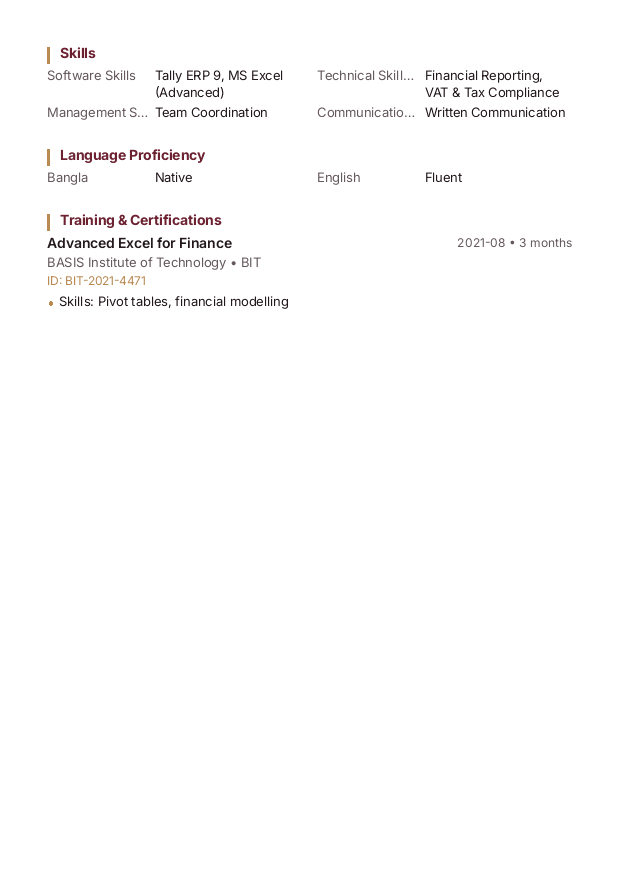 Skills
Software Skills Tally ERP 9, MS Excel Technical Skill... Financial Reporting,
(Advanced) VAT & Tax Compliance
Management S... Team Coordination Communicatio... Written Communication
Language Proficiency
Bangla Native English Fluent
Training & Certifications
Advanced Excel for Finance 2021-08 • 3 months
BASIS Institute of Technology • BIT
ID: BIT-2021-4471
• Skills: Pivot tables, financial modelling